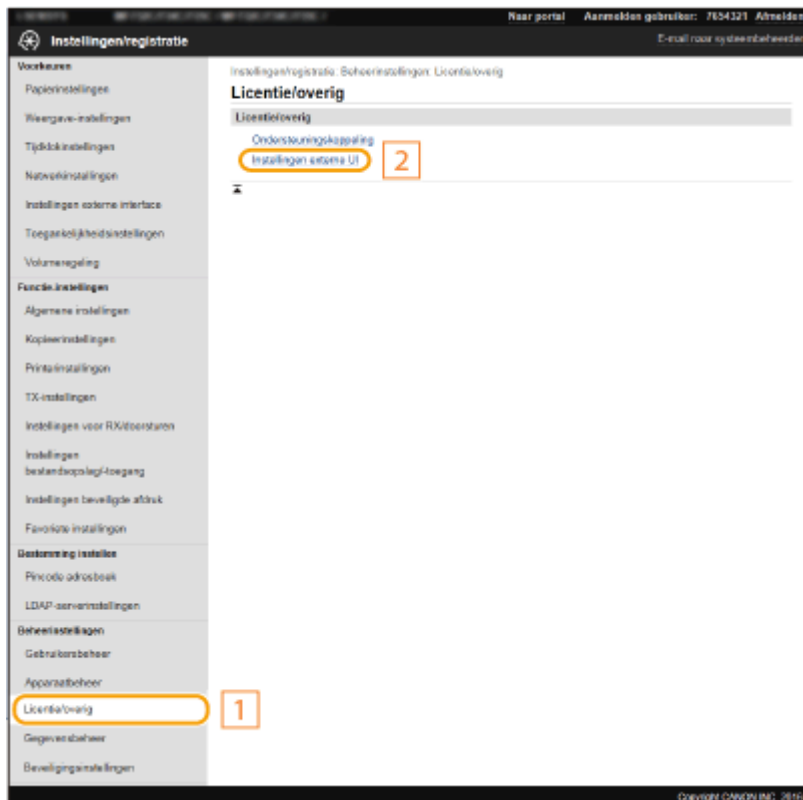 Naar portal Aanmelden gebruiker: 7654321 Afmelden
Instellingen/registratie
E-mail naar systeembeheerder
Voorkeuren
Papierinstellingen
Weergave-instellingen
Tijdklokinstellingen
Netwerkinstellingen
Instellingen externe interface
Toegankelijkheidsinstellingen
Volumeregeling
Functie-instellingen
Algemene instellingen
Kopieerinstellingen
Printerinstellingen
TX-instellingen
Instellingen voor RX/doorsturen
Instellingen
bestandsopslag/-toegang
Instellingen beveiligde afdruk
Favoriete instellingen
Bestemming instellen
Pincode adresboek
LDAP-serverinstellingen
Beheerinstellingen
Gebruikersbeheer
Apparaatbeheer
Licentie/overig
1
Gegevensbeheer
Beveiligingsinstellingen
Instellingen/registratie: Beheerinstellingen: Licentie/overig
Licentie/overig
Licentie/overig
Ondersteuningskoppeling
Instellingen externe UI
2
Copyright CANON INC. 2016